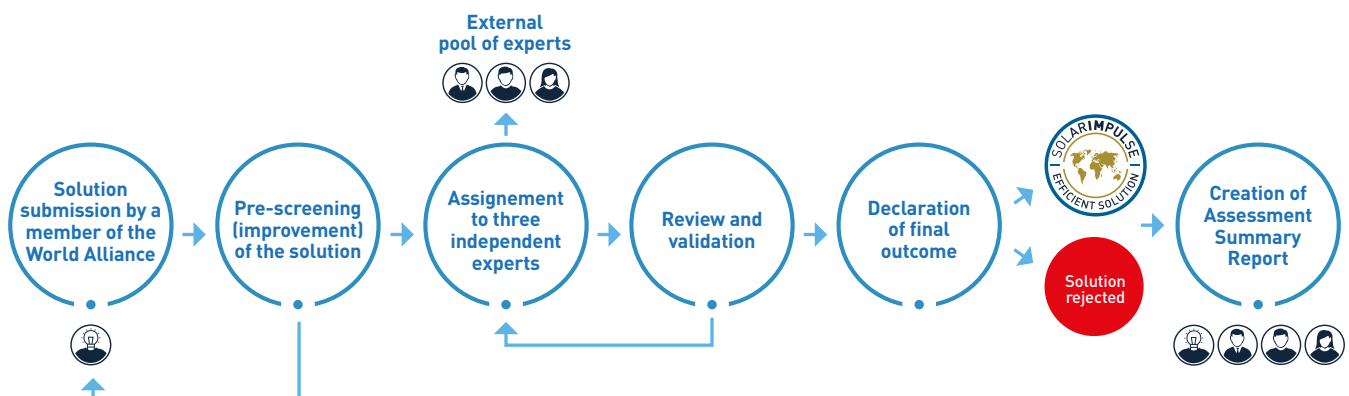 External
pool of experts
Solution
submission by a
member of the
World Alliance
Pre-screening
(improvement)
of the solution
Assignement
to three
independent
experts
Review and
validation
Declaration
of final
outcome
SOLARIMPULSE
EFFICIENT SOLUTION
Solution
rejected
Creation of
Assessment
Summary
Report